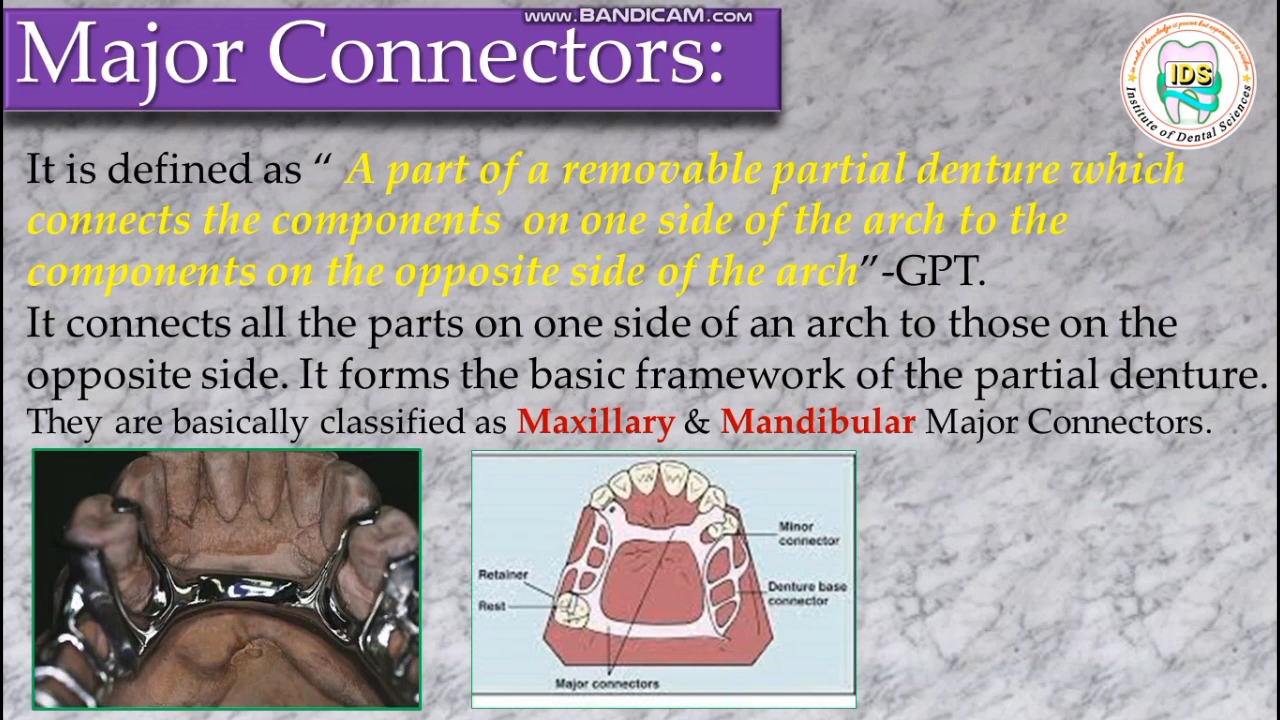 www.BANDICAM.com
Major Connectors:
IDS
Institute of Dental Sciences
It is defined as “ A part of a removable partial denture which
connects the components on one side of the arch to the
components on the opposite side of the arch”-GPT.
It connects all the parts on one side of an arch to those on the
opposite side. It forms the basic framework of the partial denture.
They are basically classified as Maxillary & Mandibular Major Connectors.
Minor
connector
Retainer
Rest
Denture base
connector
Major connectors